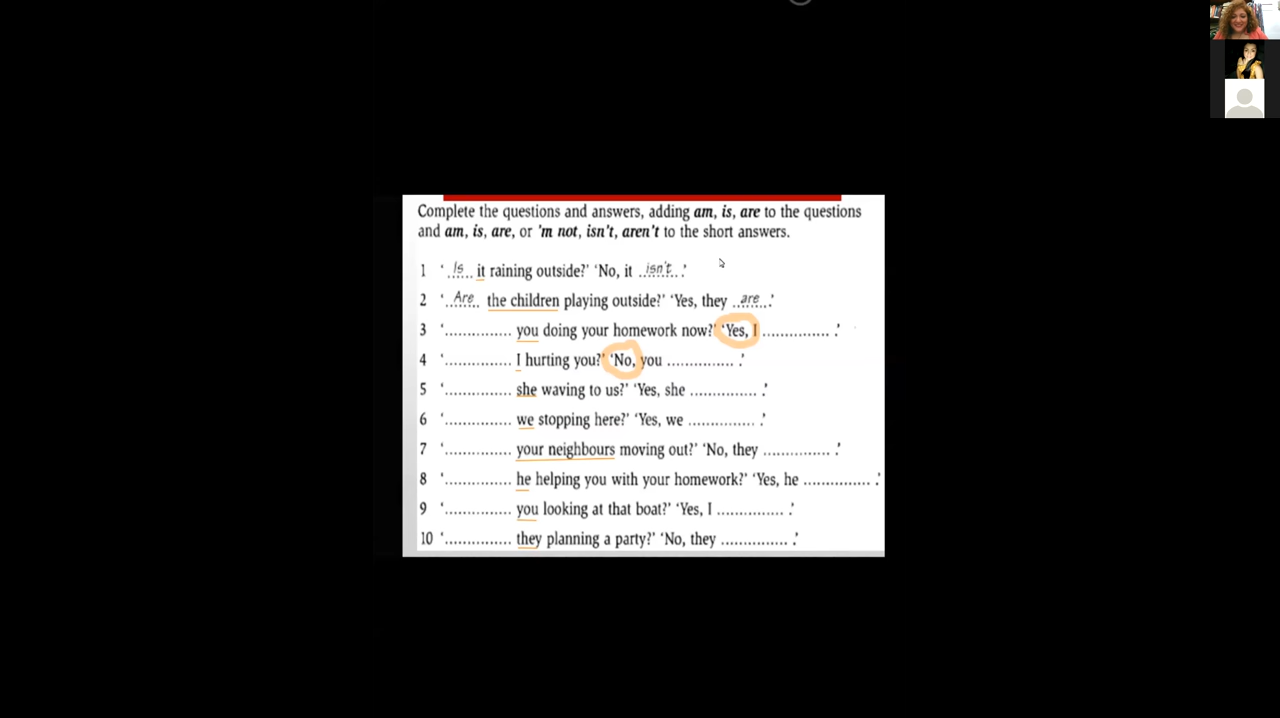 Complete the questions and answers, adding am, is, are to the questions
and am, is, are, or 'm not, isn't, aren't to the short answers.
1 '..Is.. it raining outside?' 'No, it ..isn't..'
2 '..Are.. the children playing outside?' 'Yes, they ..are..'
3 '.............. you doing your homework now?' 'Yes, I .............. .'
4 '.............. I hurting you?' 'No, you .............. .'
5 '.............. she waving to us?' 'Yes, she .............. .'
6 '.............. we stopping here?' 'Yes, we .............. .'
7 '.............. your neighbours moving out?' 'No, they .............. .'
8 '.............. he helping you with your homework?' 'Yes, he .............. .'
9 '.............. you looking at that boat?' 'Yes, I .............. .'
10 '.............. they planning a party?' 'No, they .............. .'